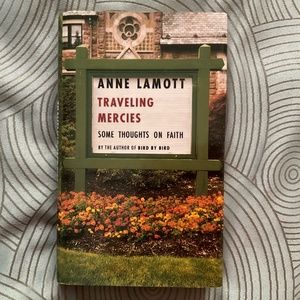 ANNE LAMOTT
TRAVELING
MERCIES
SOME THOUGHTS ON FAITH
BY THE AUTHOR OF BIRD BY BIRD